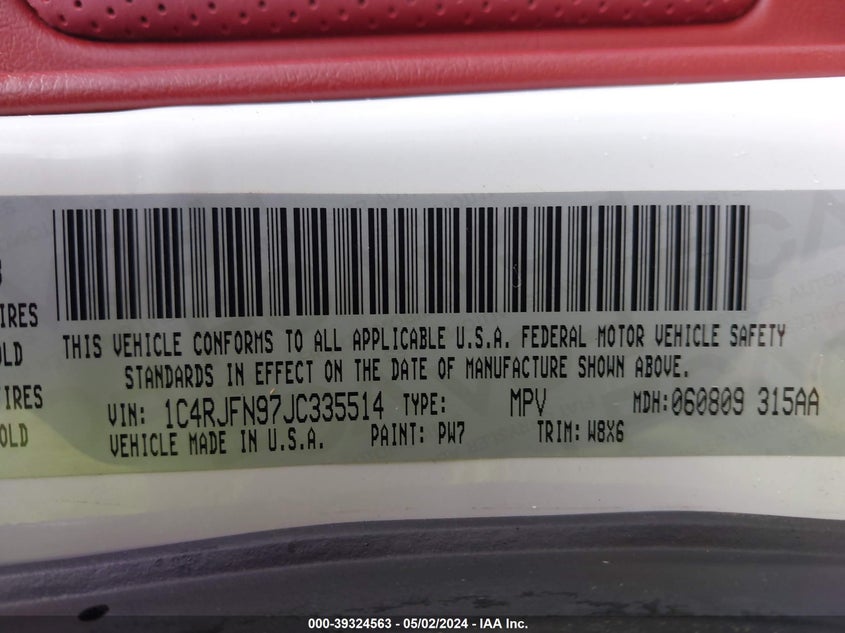 IRES
OLD
THIS VEHICLE CONFORMS TO ALL APPLICABLE U.S.A. FEDERAL MOTOR VEHICLE SAFETY
STANDARDS IN EFFECT ON THE DATE OF MANUFACTURE SHOWN ABOVE.
IRES
VIN: 1C4RJFN97JC335514 TYPE: MPV MDH:060809 315AA
OLD
VEHICLE MADE IN U.S.A. PAINT: PW7 TRIM: W8X6
000-39324563 - 05/02/2024 - IAA Inc.